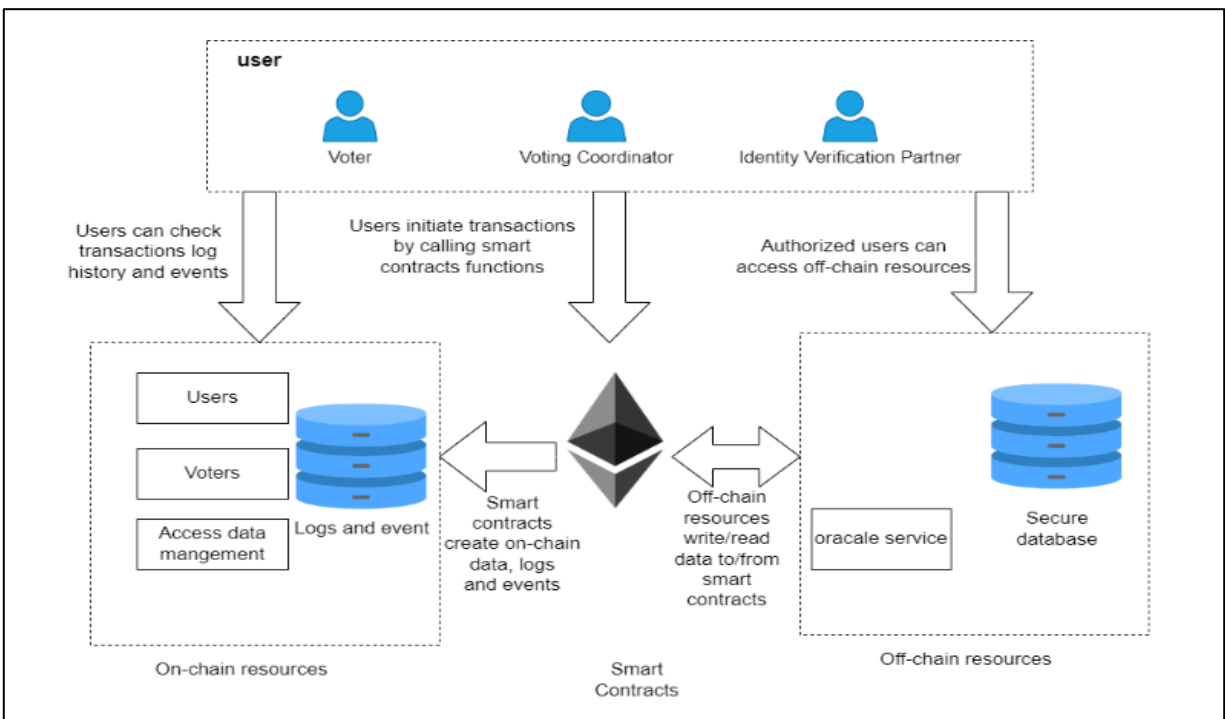 user
Voter
Voting Coordinator
Identity Verification Partner
Users can check
transactions log
history and events
Users initiate transactions
by calling smart
contracts functions
Authorized users can
access off-chain resources
Users
Voters
Access data
mangement
Logs and event
Smart
contracts
create on-chain
data, logs
and events
Off-chain
resources
write/read
data to/from
smart
contracts
oracale service
Secure
database
On-chain resources
Smart
Contracts
Off-chain resources